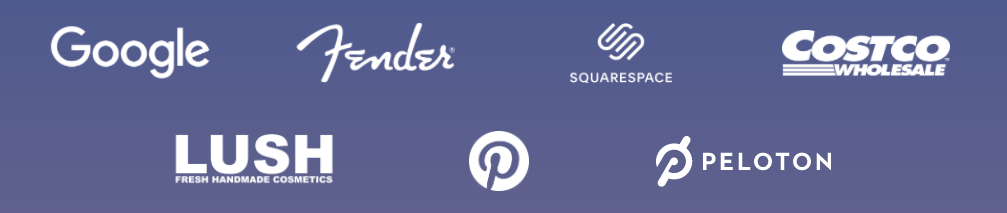 Google
Fender
SQUARESPACE
COSTCO
WHOLESALE
LUSH
FRESH HANDMADE COSMETICS
PELOTON